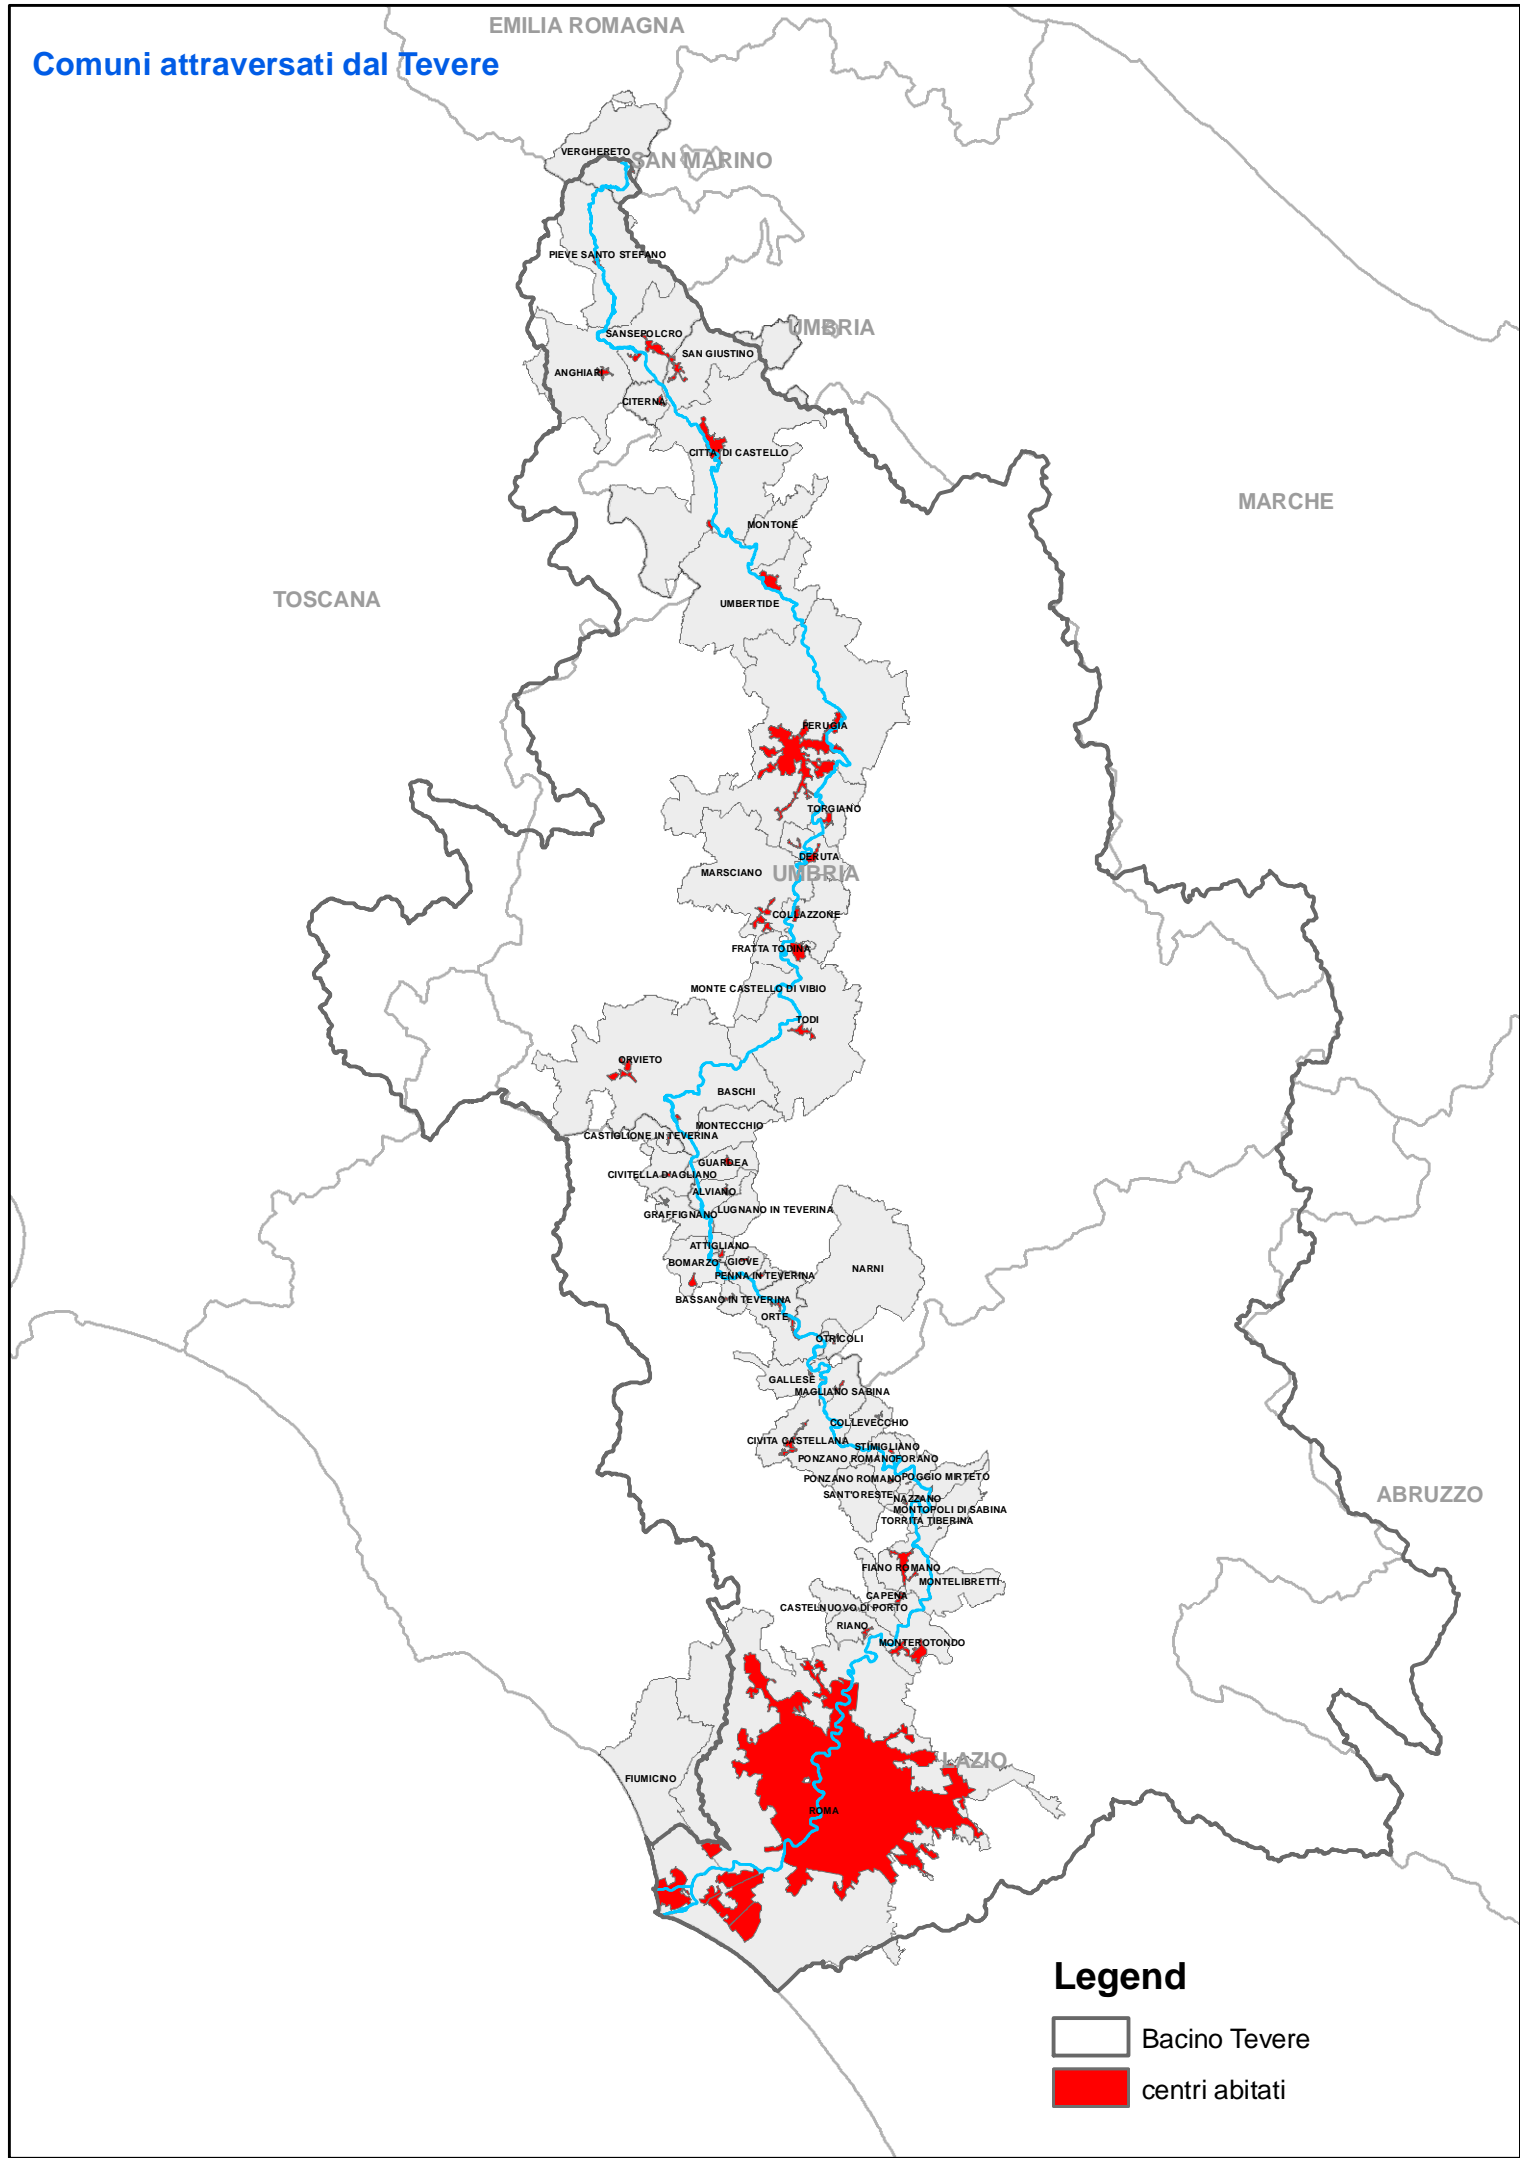 EMILIA ROMAGNA
Comuni attraversati dal Tevere
VERGHERETO
SAN MARINO
PIEVE SANTO STEFANO
UMBRIA
SANSEPOLCRO
SAN GIUSTINO
ANGHIARI
CITERNA
CITTA' DI CASTELLO
MARCHE
MONTONE
TOSCANA
UMBERTIDE
PERUGIA
TORGIANO
DERUTA
MARSCIANO
UMBRIA
COLLAZZONE
FRATTA TODINA
MONTE CASTELLO DI VIBIO
TODI
ORVIETO
BASCHI
MONTECCHIO
CASTIGLIONE IN TEVERINA
GUARDEA
CIVITELLA D'AGLIANO
ALVIANO
LUGNANO IN TEVERINA
GRAFFIGNANO
ATTIGLIANO
BOMARZO
GIOVE
NARNI
PENNA IN TEVERINA
BASSANO IN TEVERINA
ORTE
OTRICOLI
GALLESE
MAGLIANO SABINA
COLLEVECCHIO
CIVITA CASTELLANA
STIMIGLIANO
PONZANO ROMANO
FORANO
PONZANO ROMANO
POGGIO MIRTETO
SANT'ORESTE
NAZZANO
ABRUZZO
MONTOPOLI DI SABINA
TORRITA TIBERINA
FIANO ROMANO
MONTELIBRETTI
CAPENA
CASTELNUOVO DI PORTO
RIANO
MONTEROTONDO
LAZIO
FIUMICINO
ROMA
Legend
Bacino Tevere
centri abitati